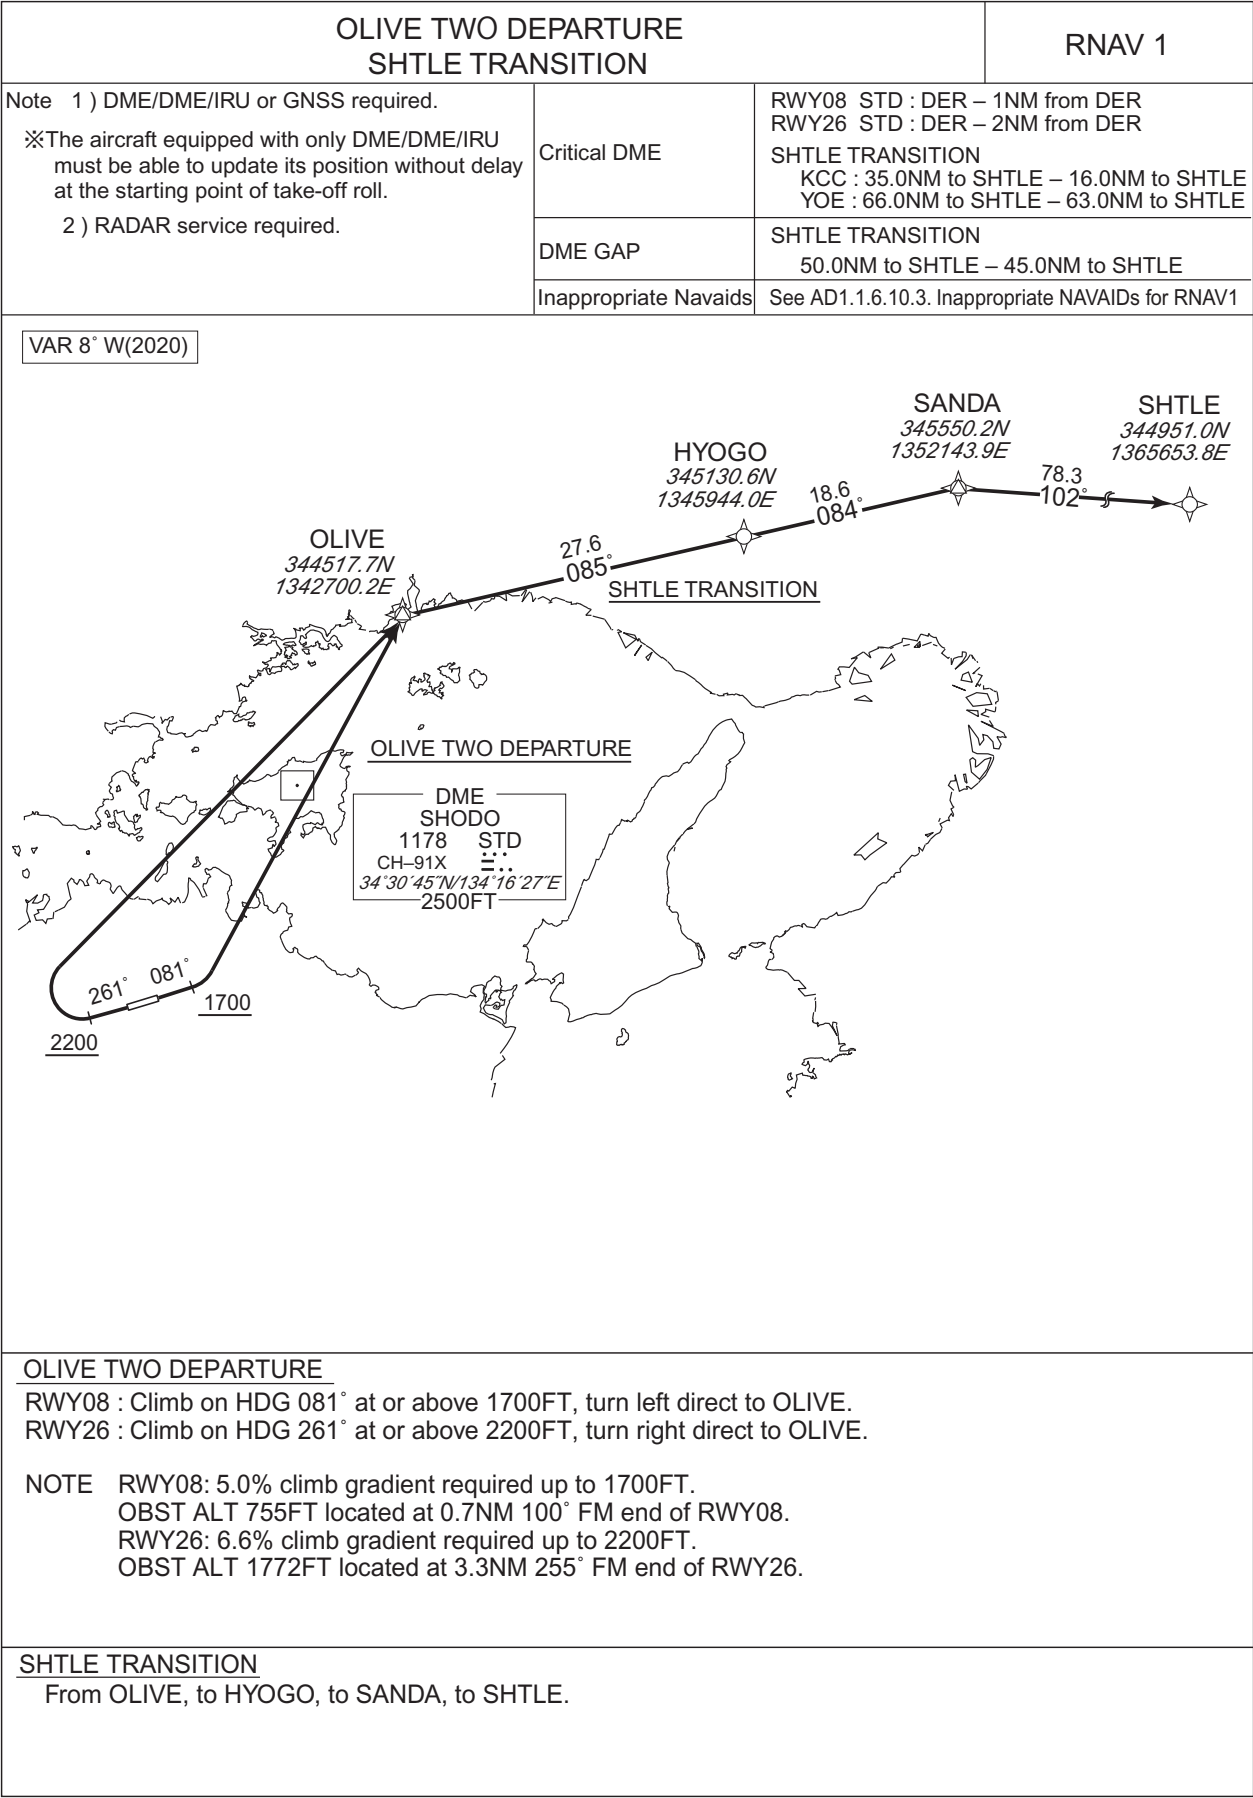 OLIVE TWO DEPARTURE
SHTLE TRANSITION
RNAV 1
Note 1 ) DME/DME/IRU or GNSS required.
※The aircraft equipped with only DME/DME/IRU
must be able to update its position without delay
at the starting point of take-off roll.
2 ) RADAR service required.
Critical DME
RWY08 STD : DER – 1NM from DER
RWY26 STD : DER – 2NM from DER
SHTLE TRANSITION
KCC : 35.0NM to SHTLE – 16.0NM to SHTLE
YOE : 66.0NM to SHTLE – 63.0NM to SHTLE
DME GAP
SHTLE TRANSITION
50.0NM to SHTLE – 45.0NM to SHTLE
Inappropriate Navaids
See AD1.1.6.10.3. Inappropriate NAVAIDs for RNAV1
VAR 8° W(2020)
SANDA
345550.2N
1352143.9E
SHTLE
344951.0N
1365653.8E
HYOGO
345130.6N
1345944.0E
78.3
102°
18.6
084°
OLIVE
344517.7N
1342700.2E
27.6
085°
SHTLE TRANSITION
OLIVE TWO DEPARTURE
DME
SHODO
1178 STD
CH–91X
34°30´45˝N/134°16´27˝E
2500FT
261° 081°
1700
2200
OLIVE TWO DEPARTURE
RWY08 : Climb on HDG 081° at or above 1700FT, turn left direct to OLIVE.
RWY26 : Climb on HDG 261° at or above 2200FT, turn right direct to OLIVE.
NOTE RWY08: 5.0% climb gradient required up to 1700FT.
OBST ALT 755FT located at 0.7NM 100° FM end of RWY08.
RWY26: 6.6% climb gradient required up to 2200FT.
OBST ALT 1772FT located at 3.3NM 255° FM end of RWY26.
SHTLE TRANSITION
From OLIVE, to HYOGO, to SANDA, to SHTLE.